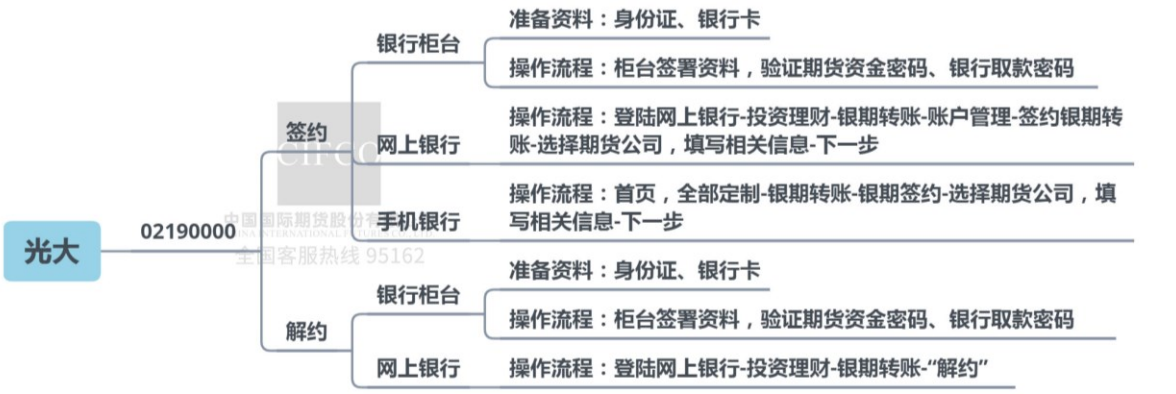 光大
02190000
签约
银行柜台
准备资料：身份证、银行卡
操作流程：柜台签署资料，验证期货资金密码、银行取款密码
网上银行
操作流程：登陆网上银行-投资理财-银期转账-账户管理-签约银期转
账-选择期货公司，填写相关信息-下一步
手机银行
操作流程：首页，全部定制-银期转账-银期签约-选择期货公司，填
写相关信息-下一步
解约
银行柜台
准备资料：身份证、银行卡
操作流程：柜台签署资料，验证期货资金密码、银行取款密码
网上银行
操作流程：登陆网上银行-投资理财-银期转账-“解约”
CIFCO
中国国际期货股份有
全国客服热线 95162